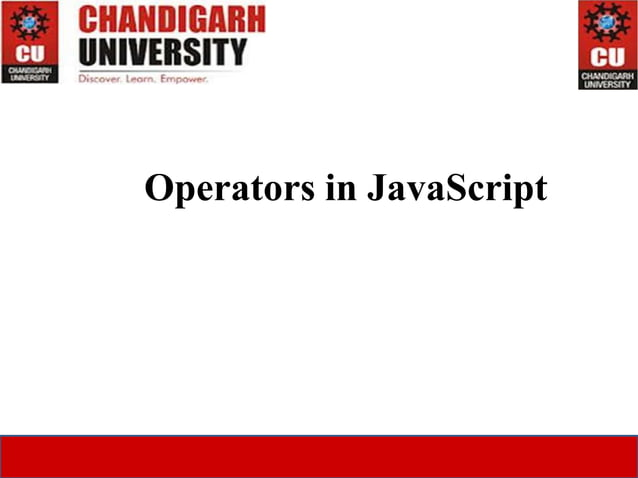 CU
CHANDIGARH
UNIVERSITY
CHANDIGARH
UNIVERSITY
Discover. Learn. Empower.
CU
CHANDIGARH
UNIVERSITY
Operators in JavaScript